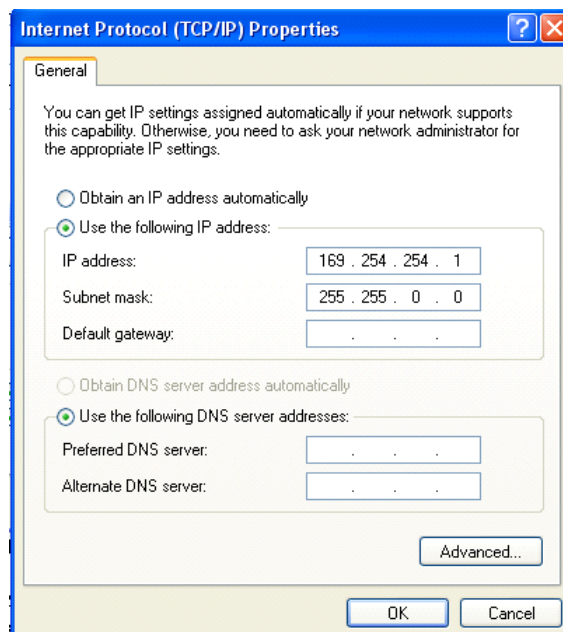 Internet Protocol (TCP/IP) Properties
General
You can get IP settings assigned automatically if your network supports
this capability. Otherwise, you need to ask your network administrator for
the appropriate IP settings.
Obtain an IP address automatically
Use the following IP address:
IP address: 169 . 254 . 254 . 1
Subnet mask: 255 . 255 . 0 . 0
Default gateway: . . .
Obtain DNS server address automatically
Use the following DNS server addresses:
Preferred DNS server: . . .
Alternate DNS server: . . .
Advanced...
OK Cancel